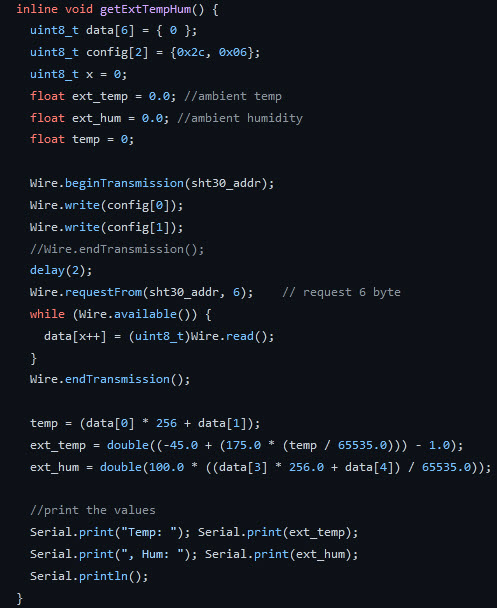 inline void getExtTempHum() {
  uint8_t data[6] = { 0 };
  uint8_t config[2] = {0x2c, 0x06};
  uint8_t x = 0;
  float ext_temp = 0.0; //ambient temp
  float ext_hum = 0.0; //ambient humidity
  float temp = 0;

  Wire.beginTransmission(sht30_addr);
  Wire.write(config[0]);
  Wire.write(config[1]);
  //Wire.endTransmission();
  delay(2);
  Wire.requestFrom(sht30_addr, 6);    // request 6 byte
  while (Wire.available()) {
    data[x++] = (uint8_t)Wire.read();
  }
  Wire.endTransmission();

  temp = (data[0] * 256 + data[1]);
  ext_temp = double((-45.0 + (175.0 * (temp / 65535.0))) - 1.0);
  ext_hum = double(100.0 * ((data[3] * 256.0 + data[4]) / 65535.0));

  //print the values
  Serial.print("Temp: "); Serial.print(ext_temp);
  Serial.print(", Hum: "); Serial.print(ext_hum);
  Serial.println();
}